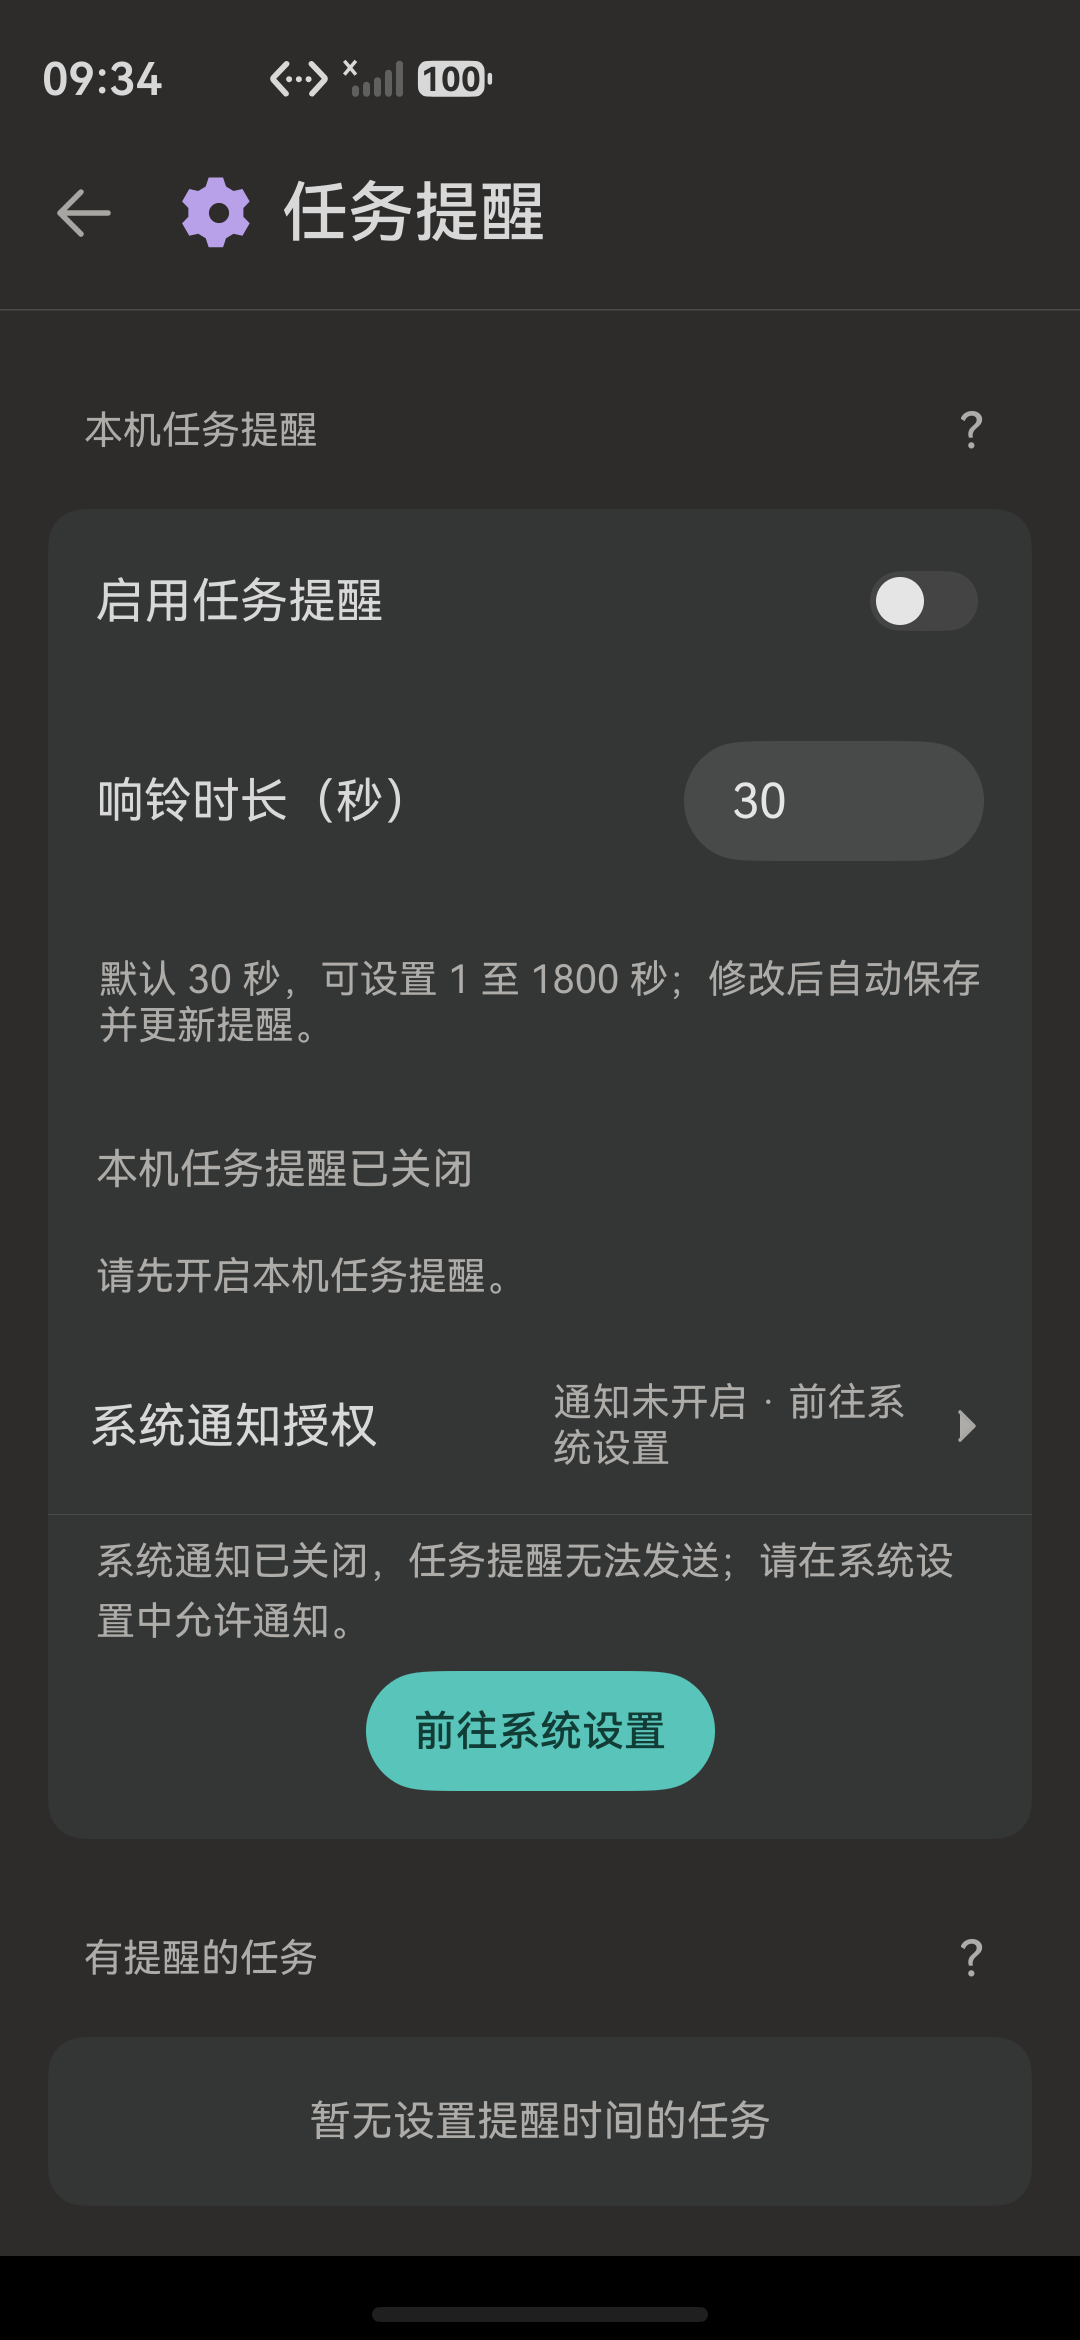 09:34
100
任务提醒
本机任务提醒
?
启用任务提醒
响铃时长（秒）
30
默认 30 秒，可设置 1 至 1800 秒；修改后自动保存
并更新提醒。
本机任务提醒已关闭
请先开启本机任务提醒。
系统通知授权
通知未开启 · 前往系
统设置
系统通知已关闭，任务提醒无法发送；请在系统设
置中允许通知。
前往系统设置
有提醒的任务
?
暂无设置提醒时间的任务